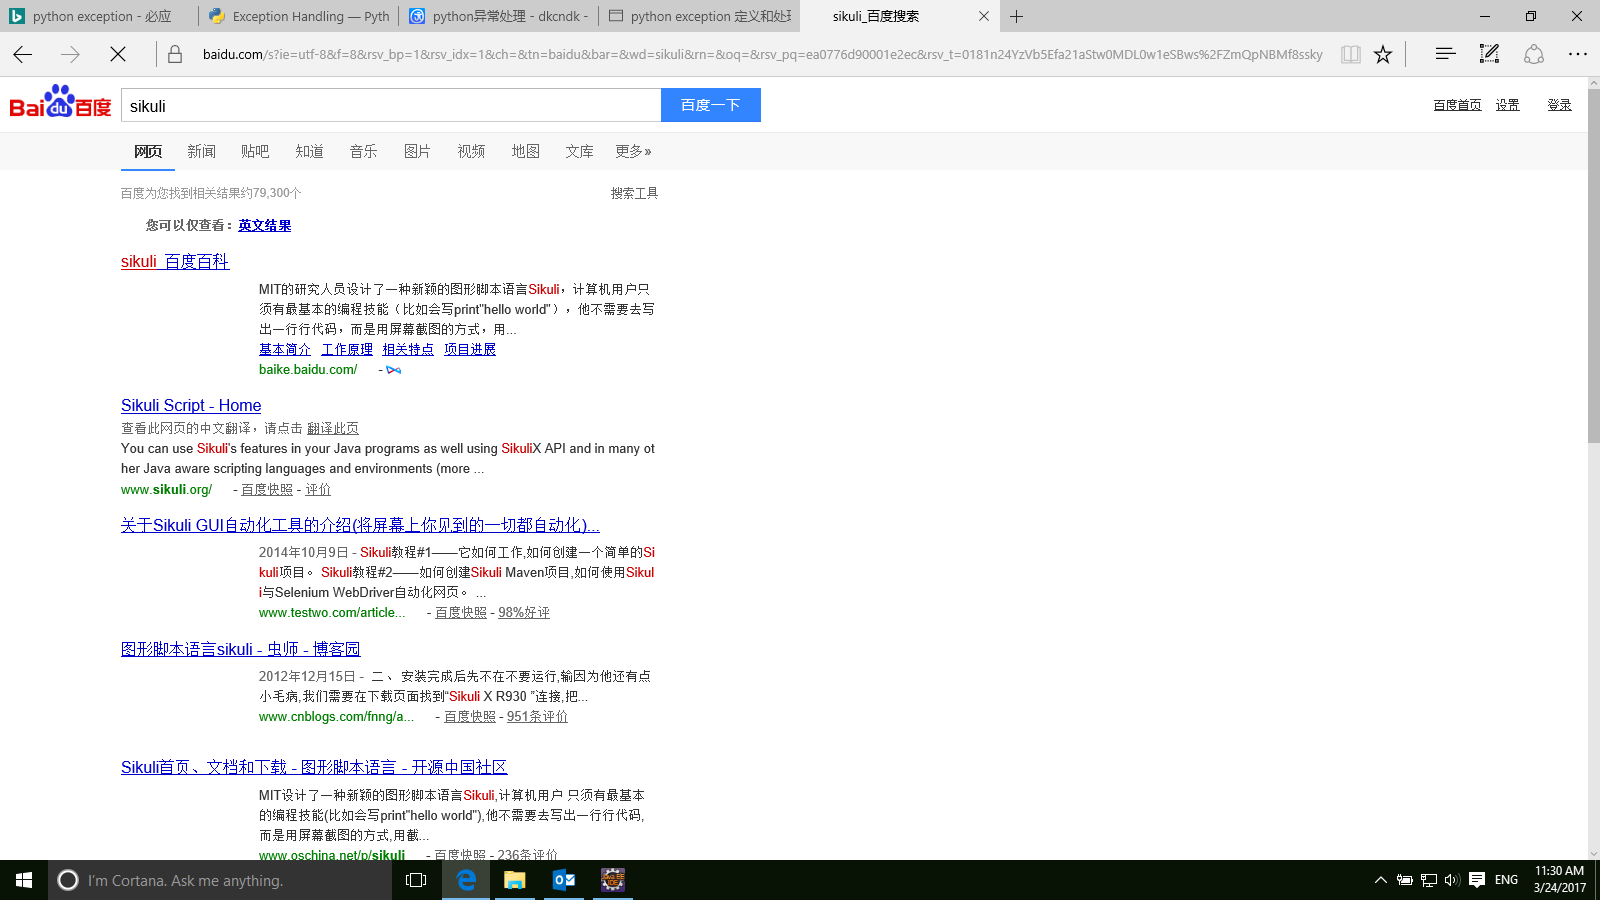 python exception - 必应
Exception Handling — Pyth
python异常处理 - dkcndk -
python exception 定义和处理
sikuli_百度搜索
baidu.com/s?ie=utf-8&f=8&rsv_bp=1&rsv_idx=1&ch=&tn=baidu&bar=&wd=sikuli&rn=&oq=&rsv_pq=ea0776d90001e2ec&rsv_t=0181n24YzVb5Efa21aStw0MDL0w1eSBws%2FZmQpNBMf8ssky
Bai du 百度
sikuli
百度一下
百度首页 设置 登录
网页 新闻 贴吧 知道 音乐 图片 视频 地图 文库 更多»
百度为您找到相关结果约79,300个
搜索工具
您可以仅查看：英文结果
sikuli_百度百科
MIT的研究人员设计了一种新颖的图形脚本语言Sikuli，计算机用户只
须有最基本的编程技能（比如会写print"hello world"），他不需要去写
出一行行代码，而是用屏幕截图的方式，用...
基本简介 工作原理 相关特点 项目进展
baike.baidu.com/ -
Sikuli Script - Home
查看此网页的中文翻译，请点击 翻译此页
You can use Sikuli's features in your Java programs as well using SikuliX API and in many ot
her Java aware scripting languages and environments (more ...
www.sikuli.org/ - 百度快照 - 评价
关于Sikuli GUI自动化工具的介绍(将屏幕上你见到的一切都自动化)...
2014年10月9日 - Sikuli教程#1——它如何工作,如何创建一个简单的Si
kuli项目。 Sikuli教程#2——如何创建Sikuli Maven项目,如何使用Sikul
i与Selenium WebDriver自动化网页。 ...
www.testwo.com/article... - 百度快照 - 98%好评
图形脚本语言sikuli - 虫师 - 博客园
2012年12月15日 - 二、 安装完成后先不在不要运行,输因为他还有点
小毛病,我们需要在下载页面找到“Sikuli X R930 ”连接,把...
www.cnblogs.com/fnng/a... - 百度快照 - 951条评价
Sikuli首页、文档和下载 - 图形脚本语言 - 开源中国社区
MIT设计了一种新颖的图形脚本语言Sikuli,计算机用户 只须有最基本
的编程技能(比如会写print"hello world"),他不需要去写出一行行代码,
而是用屏幕截图的方式,用截...
www.oschina.net/p/sikuli - 百度快照 - 236条评价
I'm Cortana. Ask me anything.
ENG
11:30 AM
3/24/2017